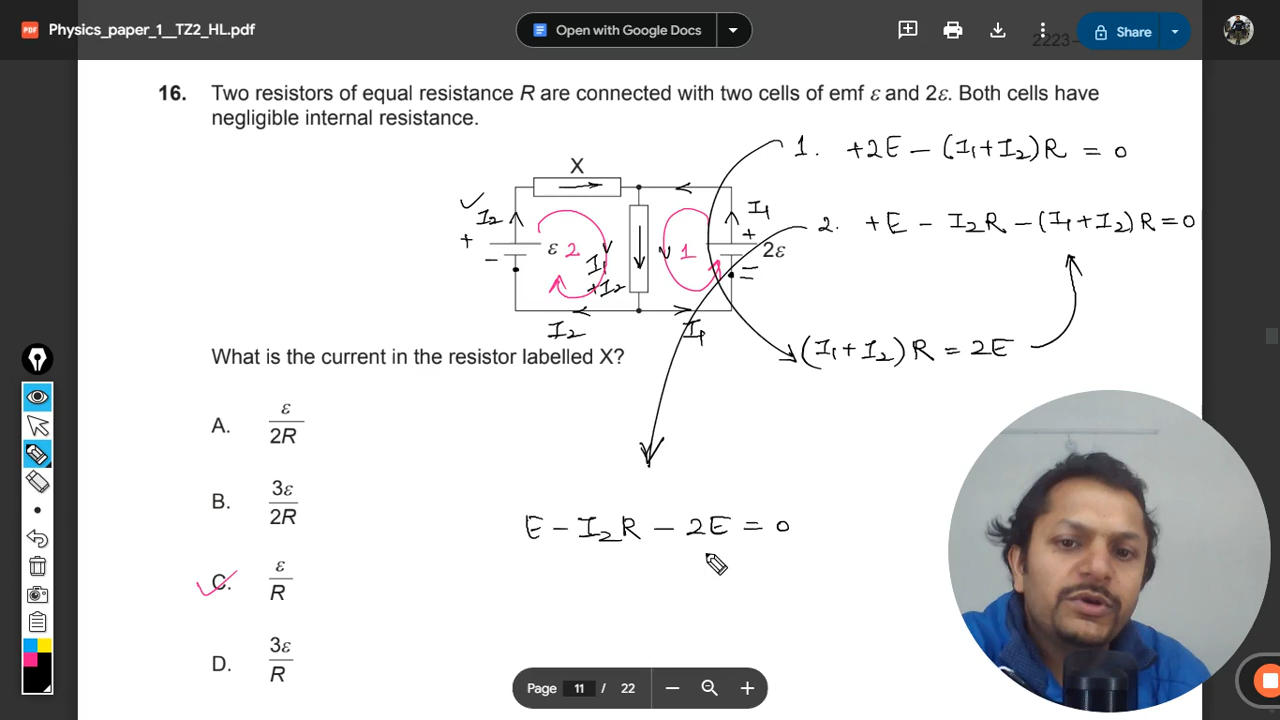 Physics_paper_1__TZ2_HL.pdf
Open with Google Docs
Share
2223
16. Two resistors of equal resistance R are connected with two cells of emf ε and 2ε. Both cells have
negligible internal resistance.
X
I₂
+
−
ε
2
I₁
+I₂
1
I₁
+
2ε
I₂
I₁
1. +2E − (I₁+I₂)R = 0
2. +E − I₂R − (I₁+I₂)R = 0
(I₁+I₂)R = 2E
What is the current in the resistor labelled X?
E − I₂R − 2E = 0
A. ε/2R
B. 3ε/2R
C. ε/R
D. 3ε/R
Page 11 / 22